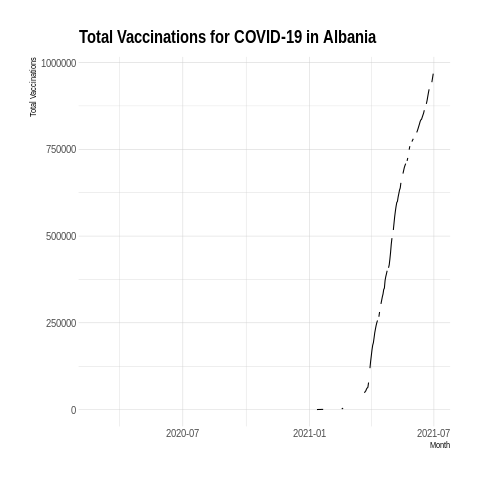 Total Vaccinations for COVID-19 in Albania
Total Vaccinations
1000000
750000
500000
250000
0
2020-07 2021-01 2021-07
Month